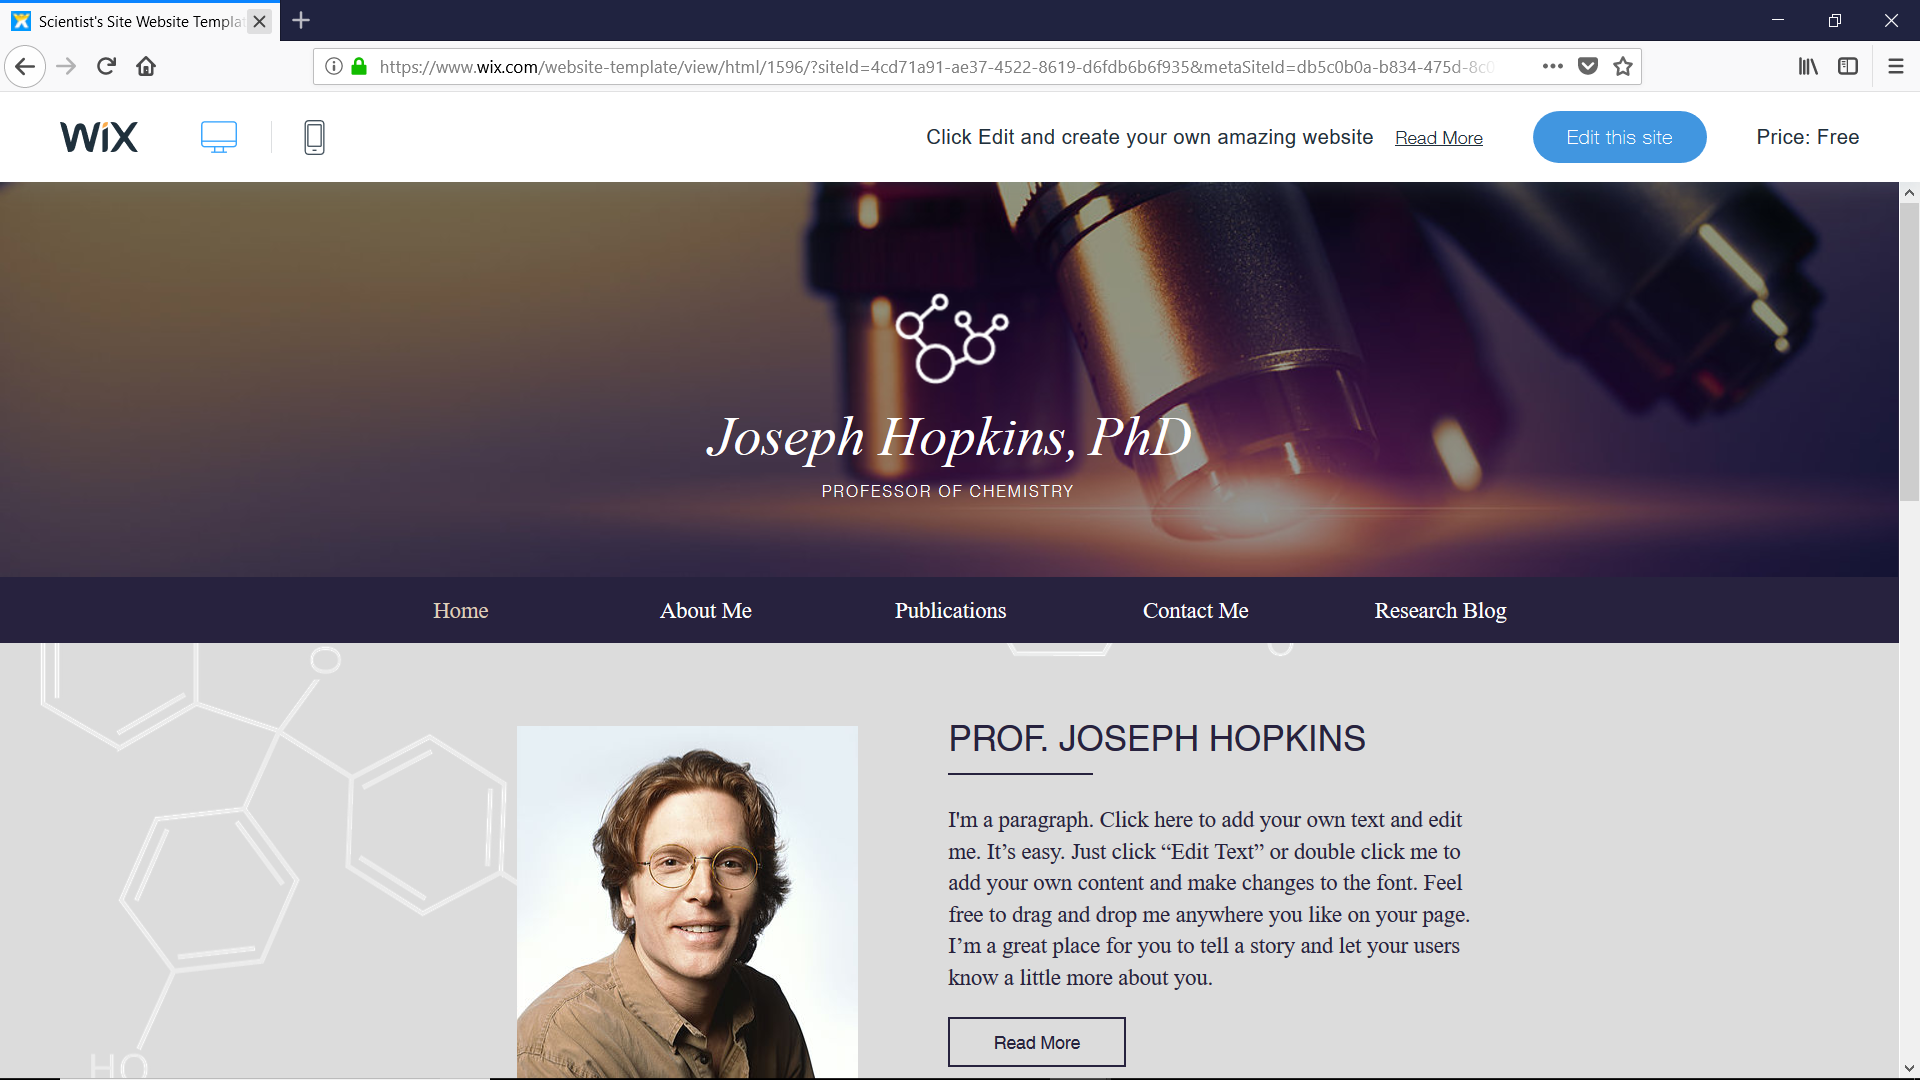 Scientist's Site Website Templa
https://www.wix.com/website-template/view/html/1596/?siteId=4cd71a91-ae37-4522-8619-d6fdb6b6f935&metaSiteId=db5c0b0a-b834-475d-8c0
WiX
Click Edit and create your own amazing website Read More Edit this site Price: Free
Joseph Hopkins, PhD
PROFESSOR OF CHEMISTRY
Home About Me Publications Contact Me Research Blog
O
PROF. JOSEPH HOPKINS
I'm a paragraph. Click here to add your own text and edit
me. It’s easy. Just click “Edit Text” or double click me to
add your own content and make changes to the font. Feel
free to drag and drop me anywhere you like on your page.
I’m a great place for you to tell a story and let your users
know a little more about you.
Read More
HO